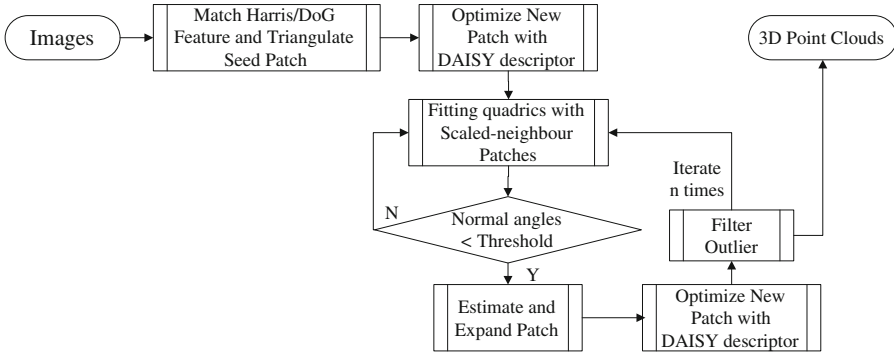 Images
Match Harris/DoG
Feature and Triangulate
Seed Patch
Optimize New
Patch with
DAISY descriptor
3D Point Clouds
Fitting quadrics with
Scaled-neighbour
Patches
Iterate
n times
N
Normal angles
< Threshold
Filter
Outlier
Y
Estimate and
Expand Patch
Optimize New
Patch with
DAISY descriptor